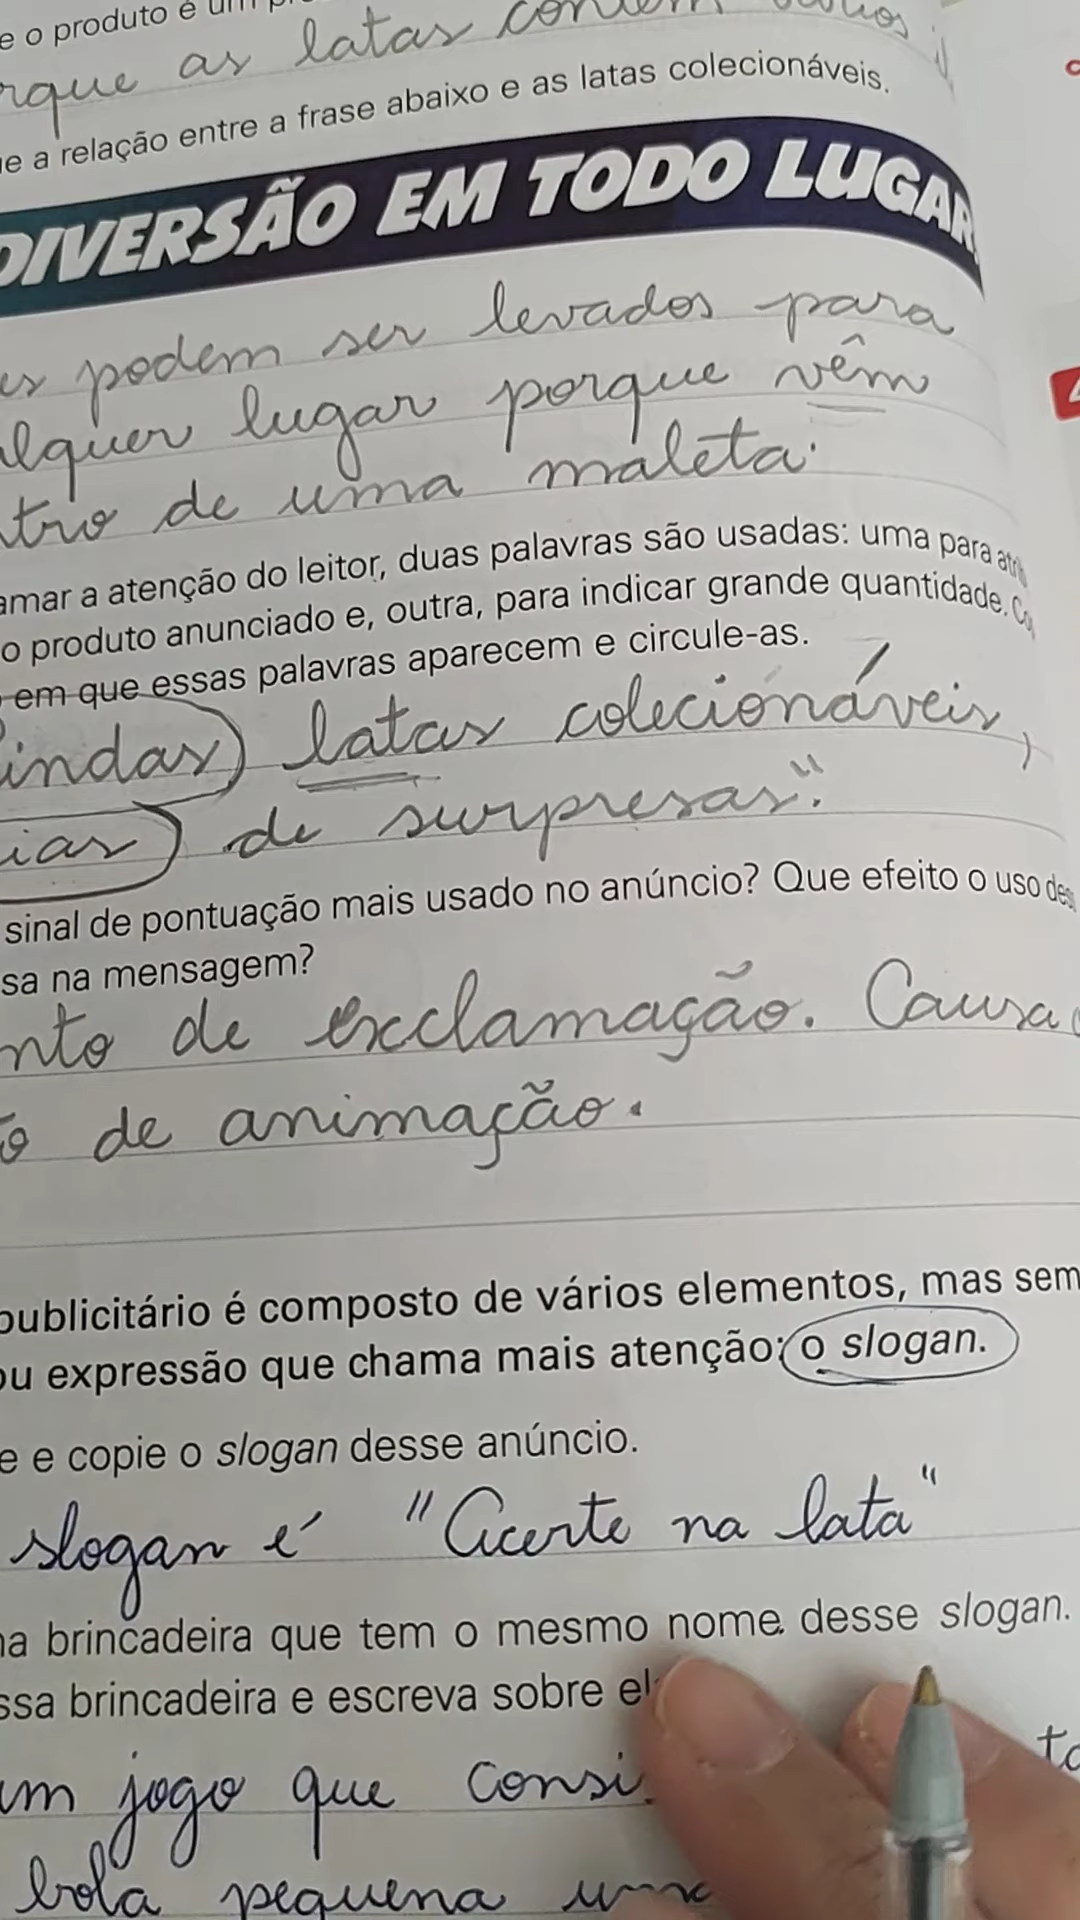 e o produto é um
rque as latas contêm
e a relação entre a frase abaixo e as latas colecionáveis.
DIVERSÃO EM TODO LUGAR
es podem ser levados para
lquer lugar porque vêm
tro de uma maleta.
amar a atenção do leitor, duas palavras são usadas: uma para
o produto anunciado e, outra, para indicar grande quantidade.
em que essas palavras aparecem e circule-as.
indas latas colecionáveis,
ias de surpresas".
sinal de pontuação mais usado no anúncio? Que efeito o uso des
sa na mensagem?
nto de exclamação. Causa
o de animação.
publicitário é composto de vários elementos, mas sem
ou expressão que chama mais atenção: o slogan.
e e copie o slogan desse anúncio.
slogan é "Acerte na lata"
a brincadeira que tem o mesmo nome desse slogan.
ssa brincadeira e escreva sobre el
um jogo que consi
bola pequena